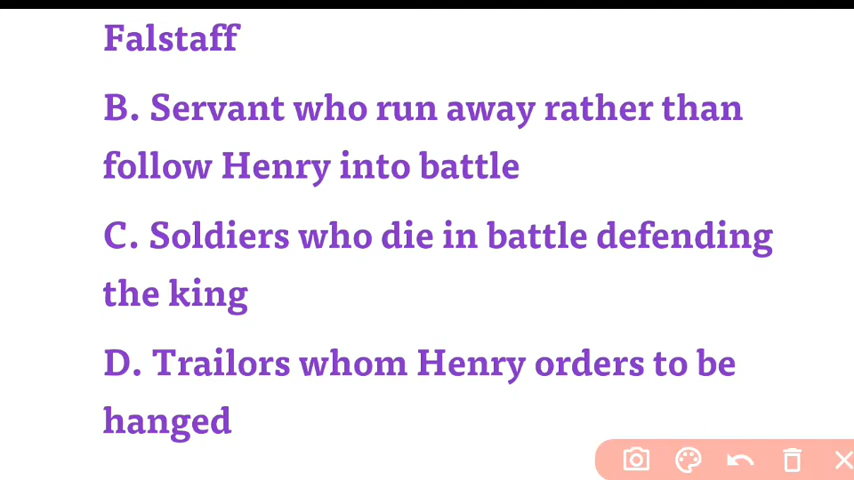 Falstaff
B. Servant who run away rather than
follow Henry into battle
C. Soldiers who die in battle defending
the king
D. Trailors whom Henry orders to be
hanged